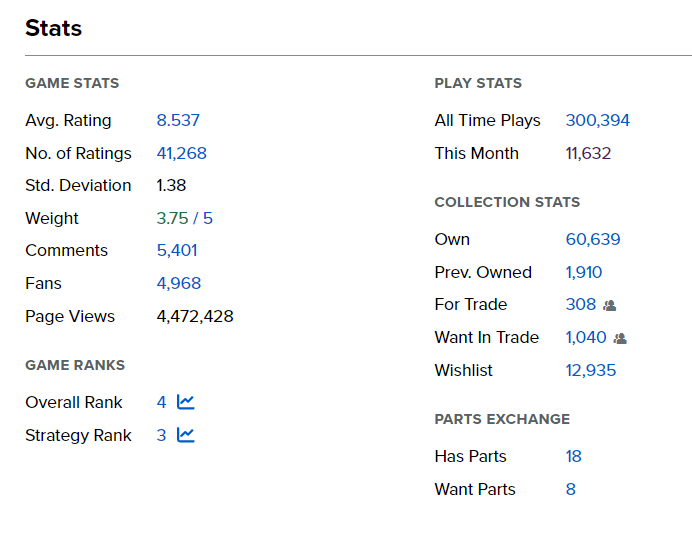 Stats
GAME STATS
Avg. Rating 8.537
No. of Ratings 41,268
Std. Deviation 1.38
Weight 3.75 / 5
Comments 5,401
Fans 4,968
Page Views 4,472,428
GAME RANKS
Overall Rank 4
Strategy Rank 3
PLAY STATS
All Time Plays 300,394
This Month 11,632
COLLECTION STATS
Own 60,639
Prev. Owned 1,910
For Trade 308
Want In Trade 1,040
Wishlist 12,935
PARTS EXCHANGE
Has Parts 18
Want Parts 8